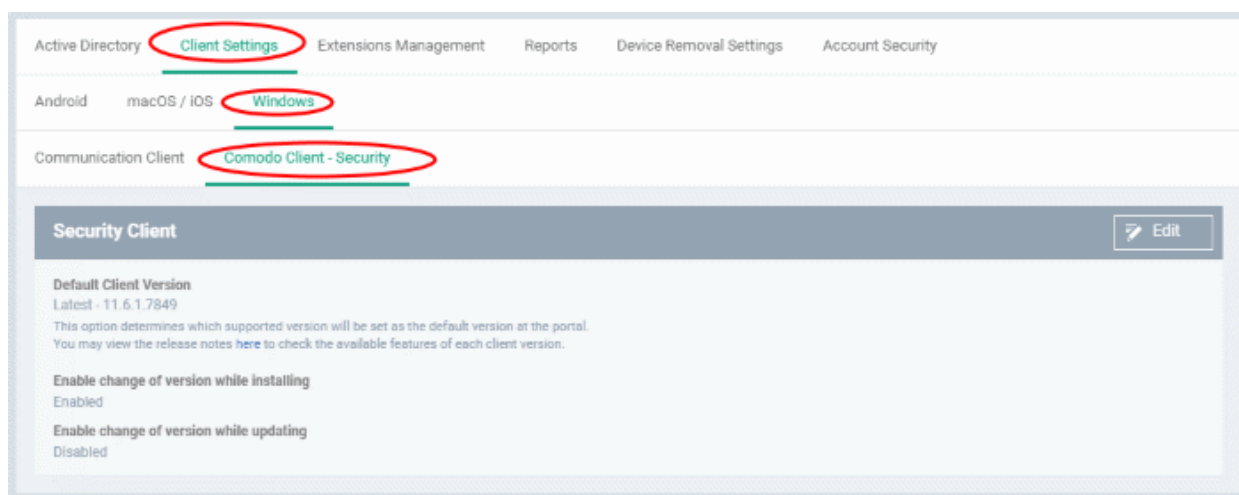 Active Directory Client Settings Extensions Management Reports Device Removal Settings Account Security
Android macOS / iOS Windows
Communication Client Comodo Client - Security
Security Client Edit
Default Client Version
Latest - 11.6.1.7849
This option determines which supported version will be set as the default version at the portal.
You may view the release notes here to check the available features of each client version.
Enable change of version while installing
Enabled
Enable change of version while updating
Disabled